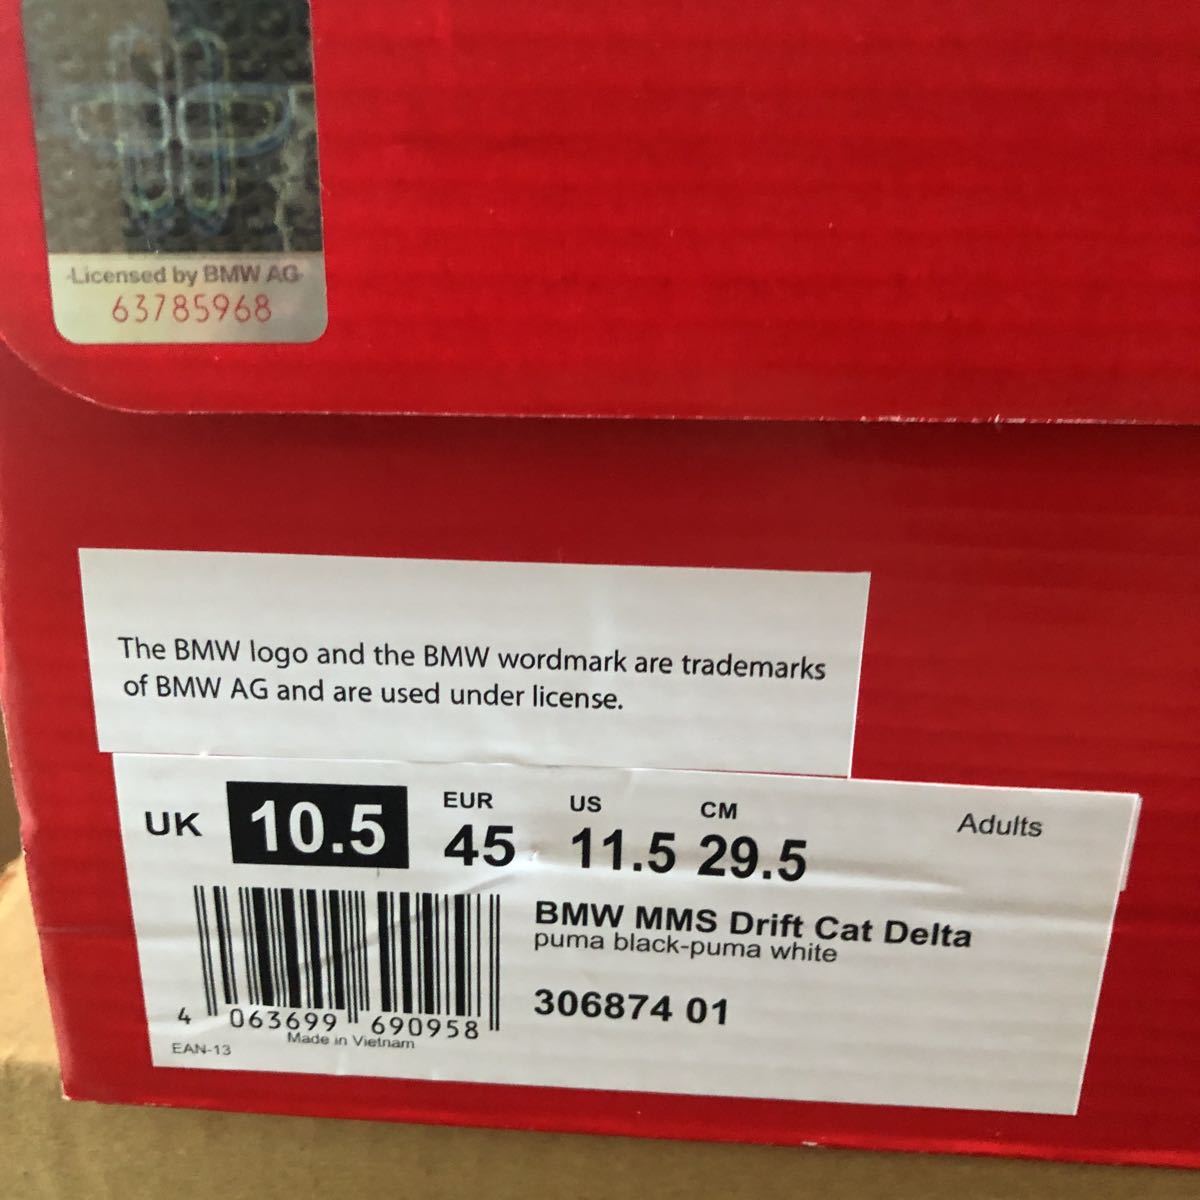 Licensed by BMW AG
63785968
The BMW logo and the BMW wordmark are trademarks
of BMW AG and are used under license.
UK 10.5 EUR 45 US 11.5 CM 29.5 Adults
BMW MMS Drift Cat Delta
puma black-puma white
306874 01
4 063699 690958
EAN-13 Made in Vietnam